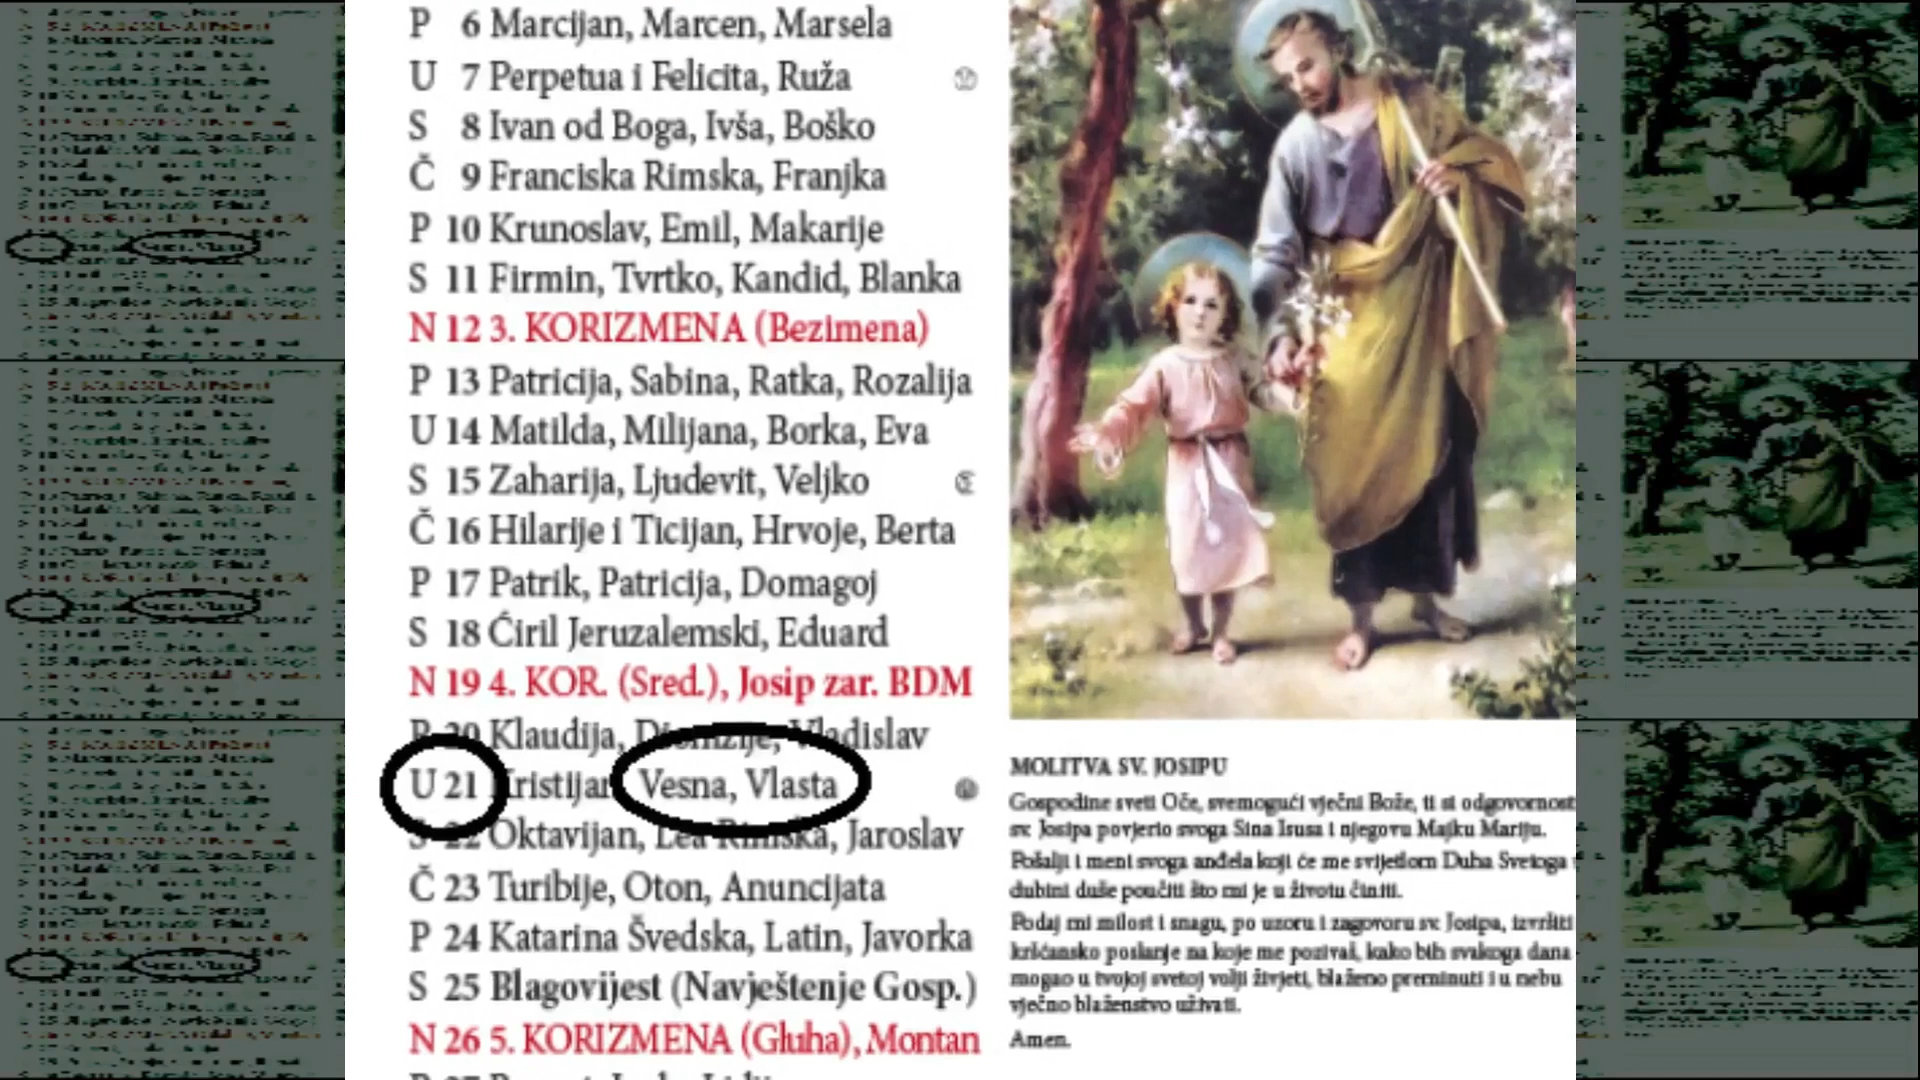 P 6 Marcijan, Marcen, Marsela
U 7 Perpetua i Felicita, Ruža
S 8 Ivan od Boga, Ivša, Boško
Č 9 Franciska Rimska, Franjka
P 10 Krunoslav, Emil, Makarije
S 11 Firmin, Tvrtko, Kandid, Blanka
N 12 3. KORIZMENA (Bezimena)
P 13 Patricija, Sabina, Ratka, Rozalija
U 14 Matilda, Milijana, Borka, Eva
S 15 Zaharija, Ljudevit, Veljko
Č 16 Hilarije i Ticijan, Hrvoje, Berta
P 17 Patrik, Patricija, Domagoj
S 18 Ćiril Jeruzalemski, Eduard
N 19 4. KOR. (Sred.), Josip zar. BDM
P 20 Klaudija, Dionizije, Vladislav
U 21 Kristijan Vesna, Vlasta
S 22 Oktavijan, Lea Rimska, Jaroslav
Č 23 Turibije, Oton, Anuncijata
P 24 Katarina Švedska, Latin, Javorka
S 25 Blagovijest (Navještenje Gosp.)
N 26 5. KORIZMENA (Gluha), Montan
MOLITVA SV. JOSIPU
Gospodine sveti Oče, svemogući vječni Bože, ti si odgovornost
sv. Josipa povjerio svoga Sina Isusa i njegovu Majku Mariju.
Pošalji i meni svoga anđela koji će me svijetlom Duha Svetoga
dubini duše poučiti što mi je u životu činiti.
Podaj mi milost i snagu, po uzoru i zagovoru sv. Josipa, izvršiti
kršćansko poslanje na koje me pozivaš, kako bih svakoga dana
mogao u tvojoj svetoj volji živjeti, blaženo preminuti i u nebu
vječno blaženstvo uživati.
Amen.